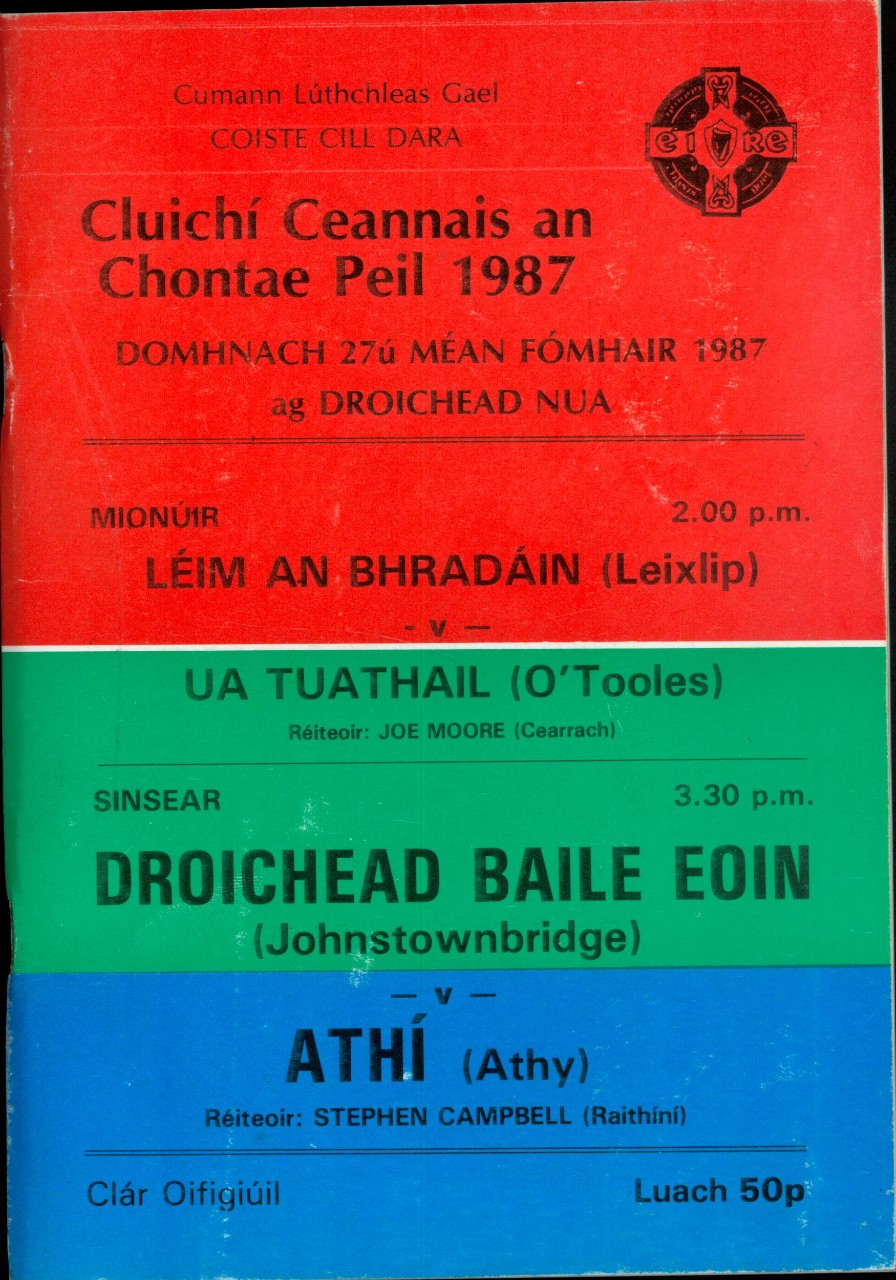 Cumann Lúthchleas Gael
COISTE CILL DARA
EIRE
Cluichí Ceannais an
Chontae Peil 1987
DOMHNACH 27ú MÉAN FÓMHAIR 1987
ag DROICHEAD NUA
MIONÚIR 2.00 p.m.
LÉIM AN BHRADÁIN (Leixlip)
- v —
UA TUATHAIL (O'Tooles)
Réiteoir: JOE MOORE (Cearrach)
SINSEAR 3.30 p.m.
DROICHEAD BAILE EOIN
(Johnstownbridge)
— v —
ATHÍ (Athy)
Réiteoir: STEPHEN CAMPBELL (Raithíní)
Clár Oifigiúil Luach 50p